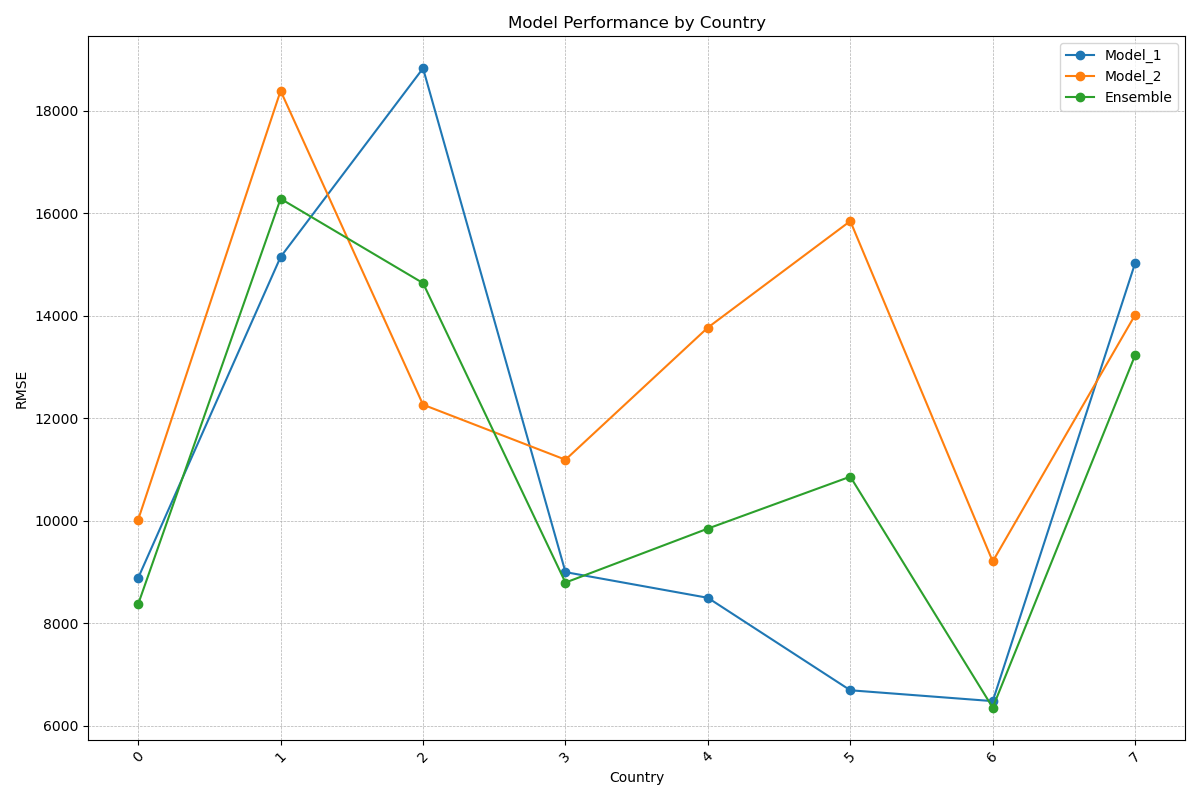 Model Performance by Country
Model_1
Model_2
Ensemble
18000
16000
14000
12000
10000
8000
6000
RMSE
0 1 2 3 4 5 6 7
Country